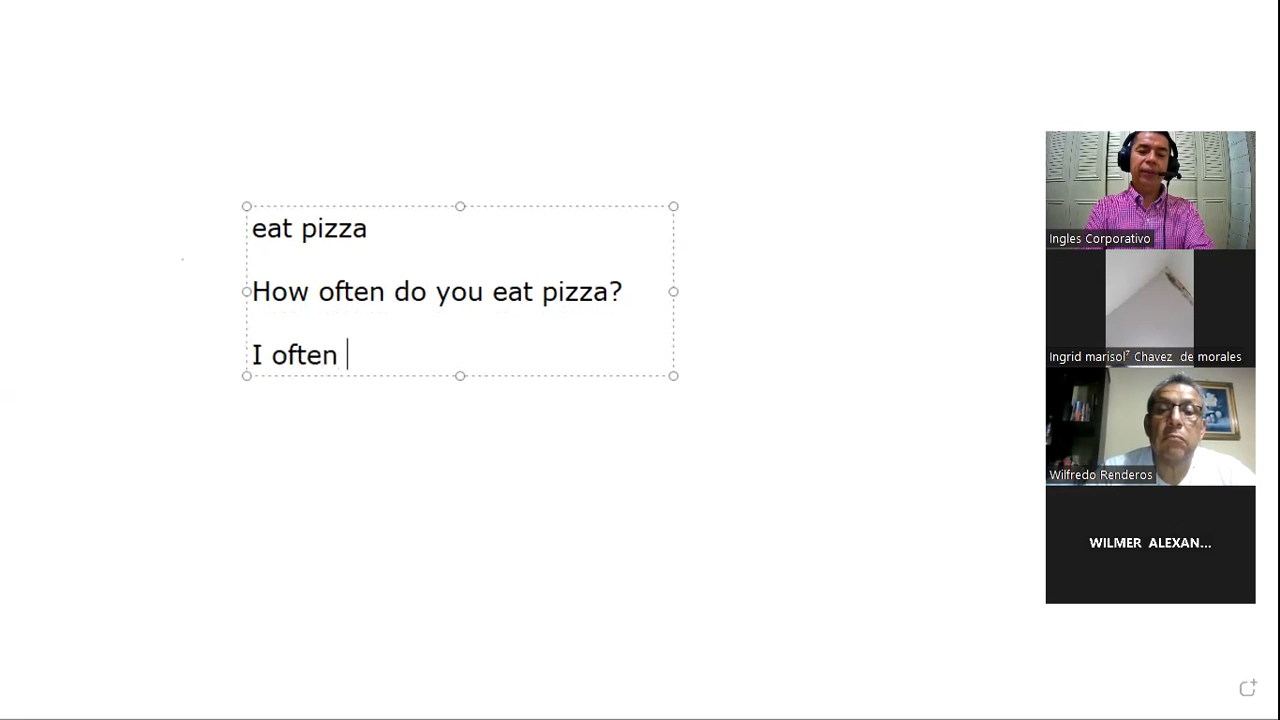 eat pizza
How often do you eat pizza?
I often
Ingles Corporativo
Ingrid marisol⁷ Chavez de morales
Wilfredo Renderos
WILMER ALEXAN...